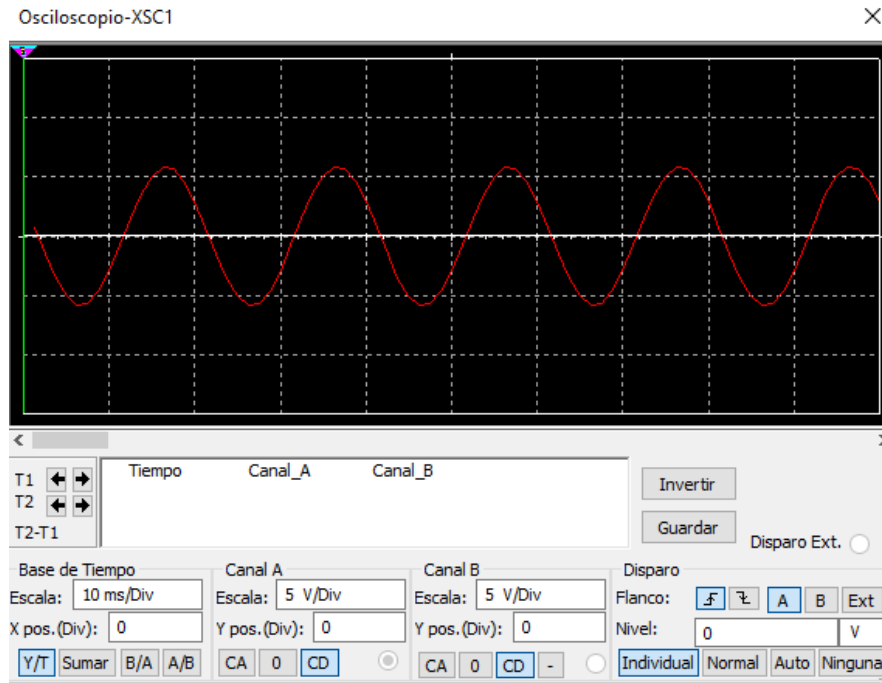 Osciloscopio-XSC1
T1
T2
T2-T1
Tiempo Canal_A Canal_B
Invertir
Guardar
Disparo Ext.
Base de Tiempo
Escala: 10 ms/Div
X pos.(Div): 0
Y/T Sumar B/A A/B
Canal A
Escala: 5 V/Div
Y pos.(Div): 0
CA 0 CD
Canal B
Escala: 5 V/Div
Y pos.(Div): 0
CA 0 CD -
Disparo
Flanco: A B Ext
Nivel: 0 V
Individual Normal Auto Ninguna